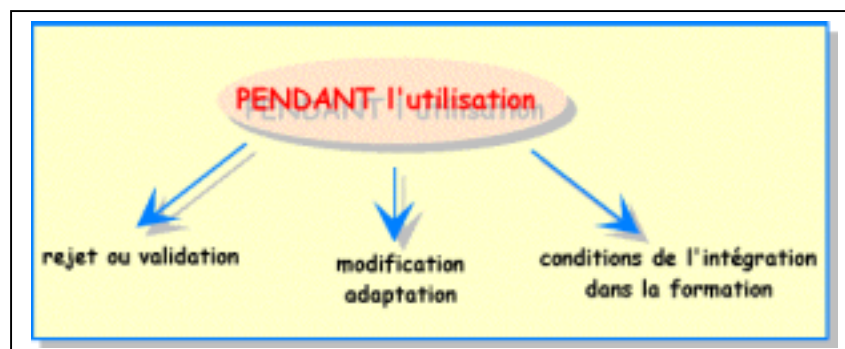 PENDANT l'utilisation
rejet ou validation
modification
adaptation
conditions de l'intégration
dans la formation